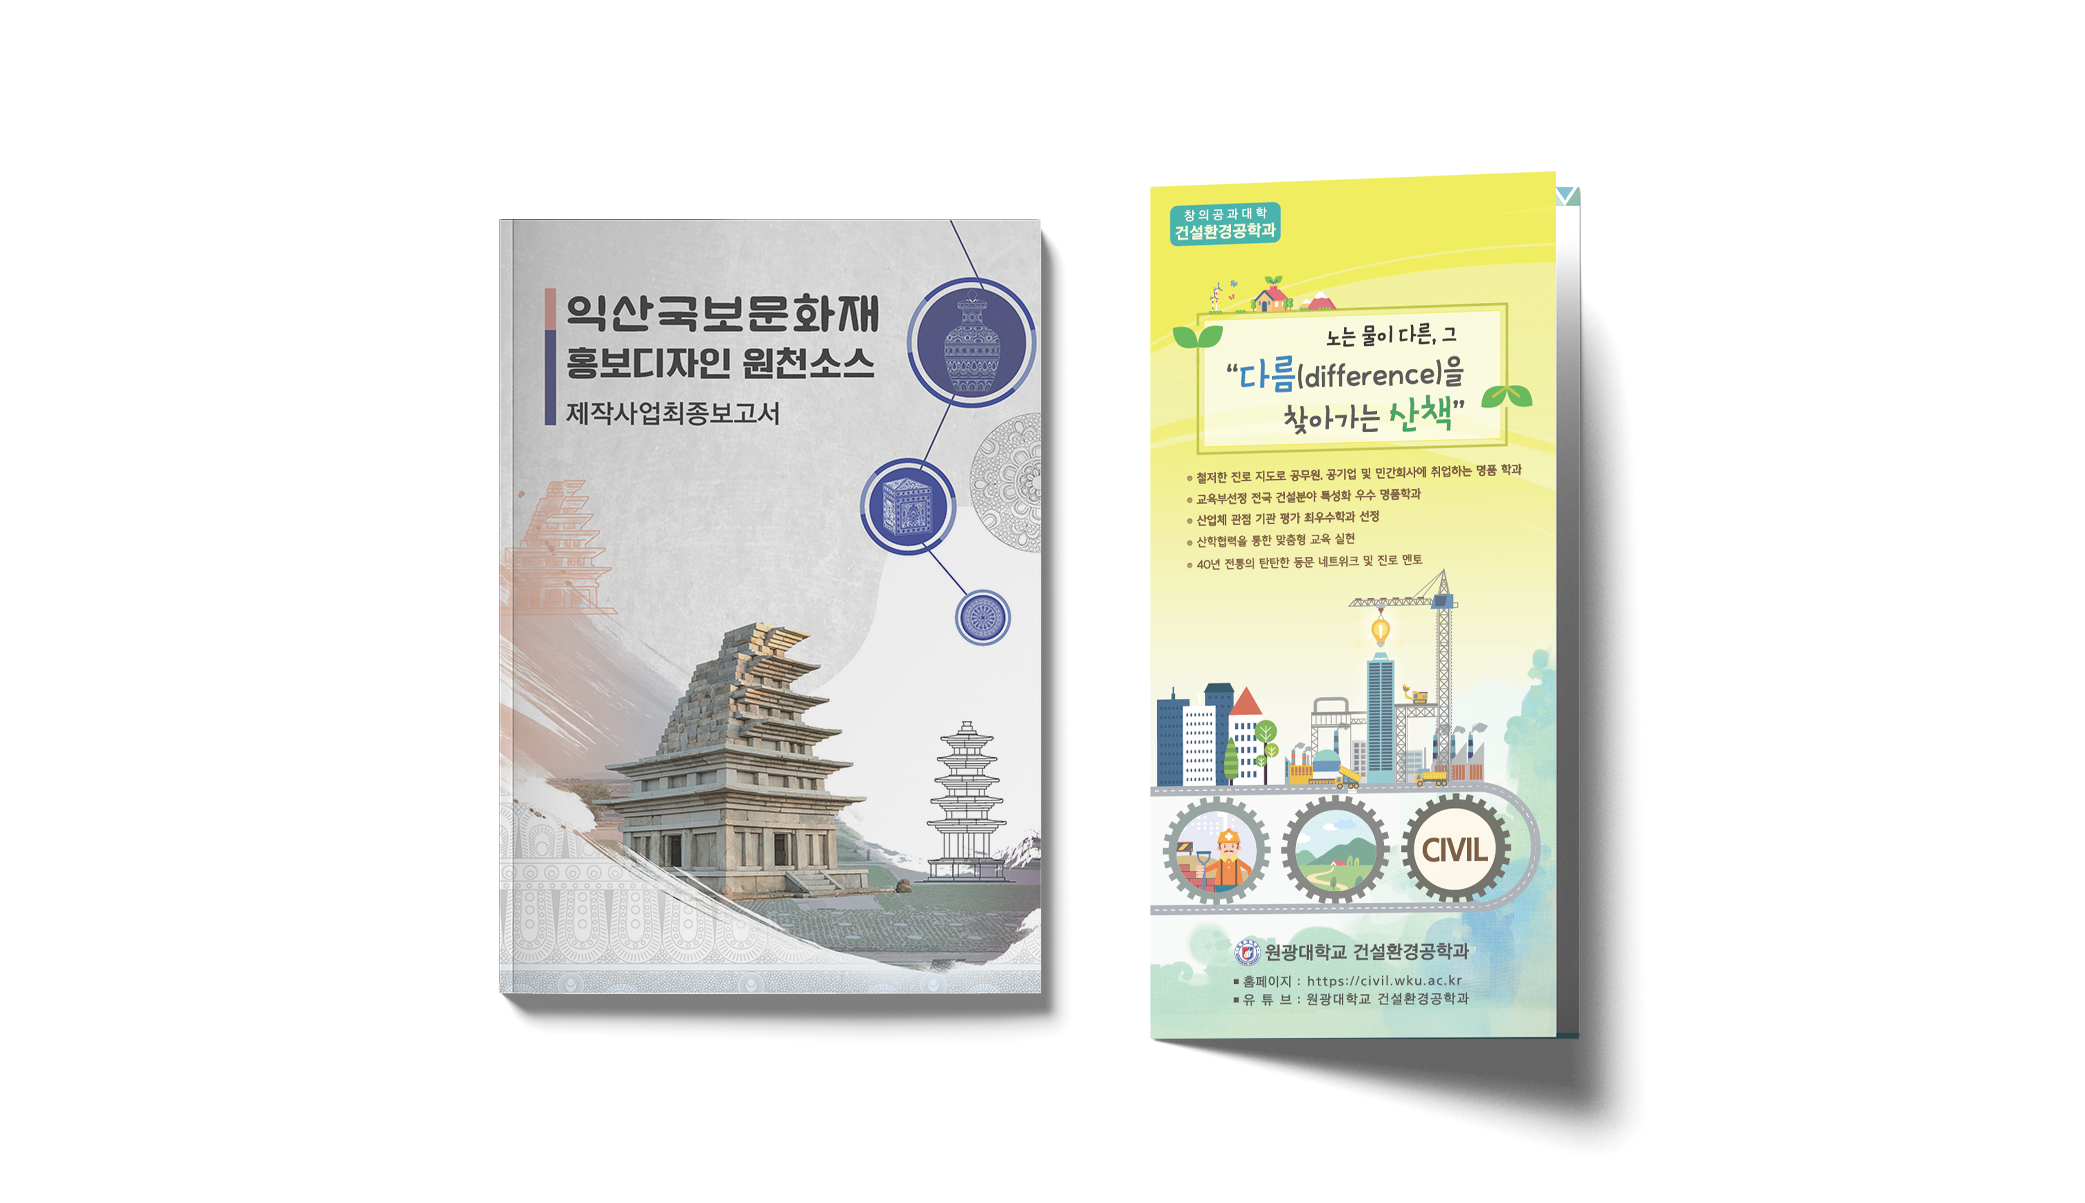 익산국보문화재
홍보디자인 원천소스
제작사업최종보고서
창의공과대학
건설환경공학과
노는 물이 다른, 그
“다름(difference)을
찾아가는 산책”
철저한 진로 지도로 공무원, 공기업 및 민간회사에 취업하는 명품 학과
교육부선정 전국 건설분야 특성화 우수 명품학과
산업체 관점 기관 평가 최우수학과 선정
산학협력을 통한 맞춤형 교육 실현
40년 전통의 탄탄한 동문 네트워크 및 진로 멘토
CIVIL
원광대학교 건설환경공학과
■ 홈페이지 : https://civil.wku.ac.kr
■ 유 튜 브 : 원광대학교 건설환경공학과